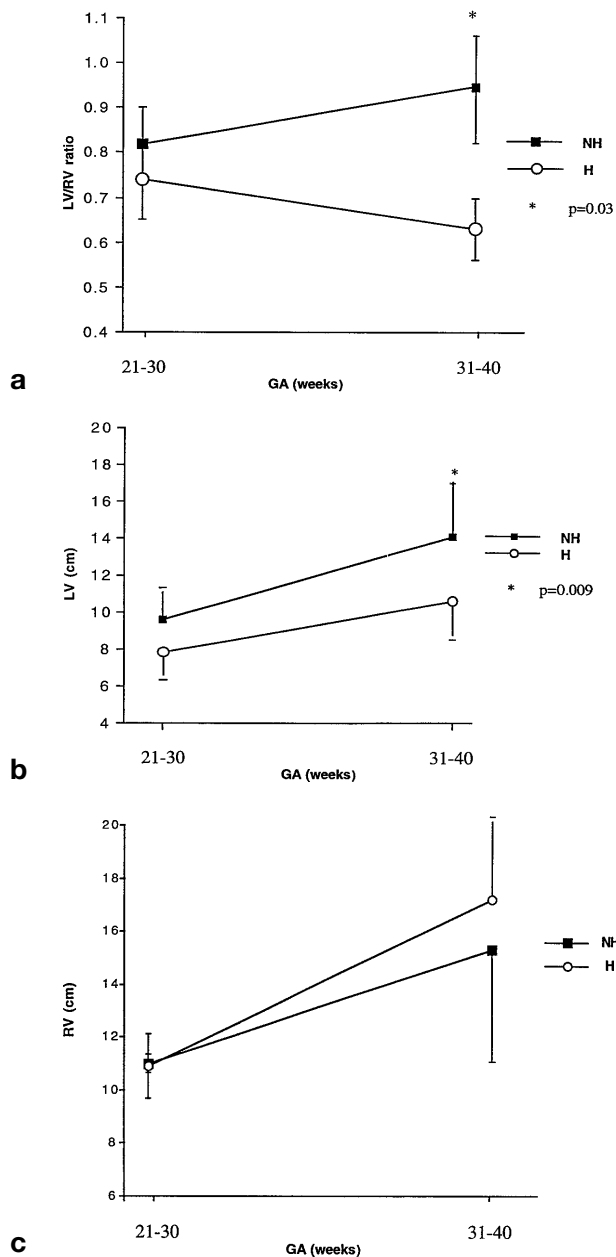 1.1
*
1.0
0.9
0.8
0.7
0.6
0.5
0.4
LV/RV ratio
NH
H
* p=0.03
21-30
31-40
GA (weeks)
a
20
18
16
14
12
10
8
6
4
LV (cm)
*
NH
H
* p=0.009
21-30
31-40
GA (weeks)
b
20
18
16
14
12
10
8
6
RV (cm)
NH
H
21-30
31-40
GA (weeks)
c